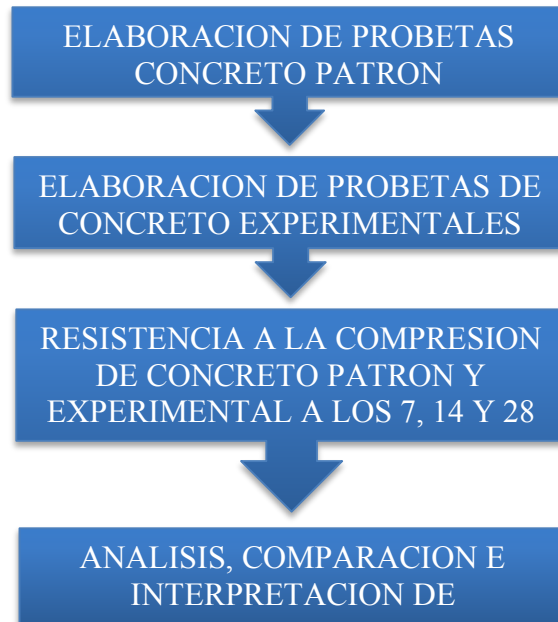 ELABORACION DE PROBETAS
CONCRETO PATRON
ELABORACION DE PROBETAS DE
CONCRETO EXPERIMENTALES
RESISTENCIA A LA COMPRESION
DE CONCRETO PATRON Y
EXPERIMENTAL A LOS 7, 14 Y 28
ANALISIS, COMPARACION E
INTERPRETACION DE